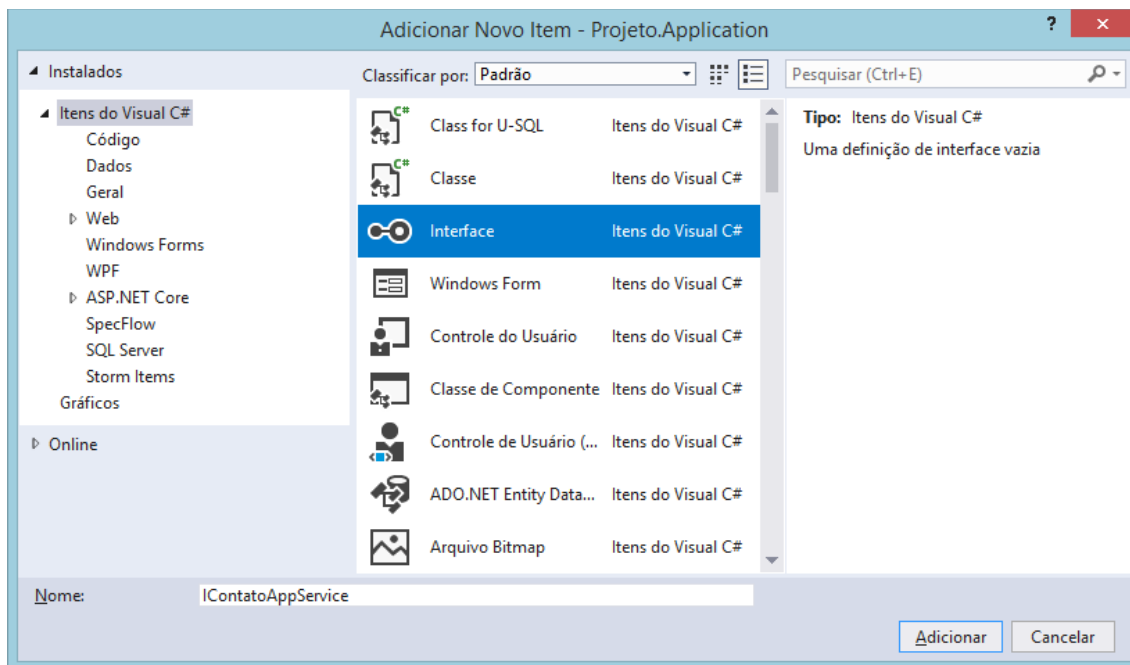 Adicionar Novo Item - Projeto.Application
?
Instalados
Classificar por: Padrão
Pesquisar (Ctrl+E)
Itens do Visual C#
Código
Dados
Geral
Web
Windows Forms
WPF
ASP.NET Core
SpecFlow
SQL Server
Storm Items
Gráficos
Online
C# Class for U-SQL Itens do Visual C#
C# Classe Itens do Visual C#
Interface Itens do Visual C#
Windows Form Itens do Visual C#
Controle do Usuário Itens do Visual C#
Classe de Componente Itens do Visual C#
Controle de Usuário (... Itens do Visual C#
ADO.NET Entity Data... Itens do Visual C#
Arquivo Bitmap Itens do Visual C#
Tipo: Itens do Visual C#
Uma definição de interface vazia
Nome: IContatoAppService
Adicionar Cancelar